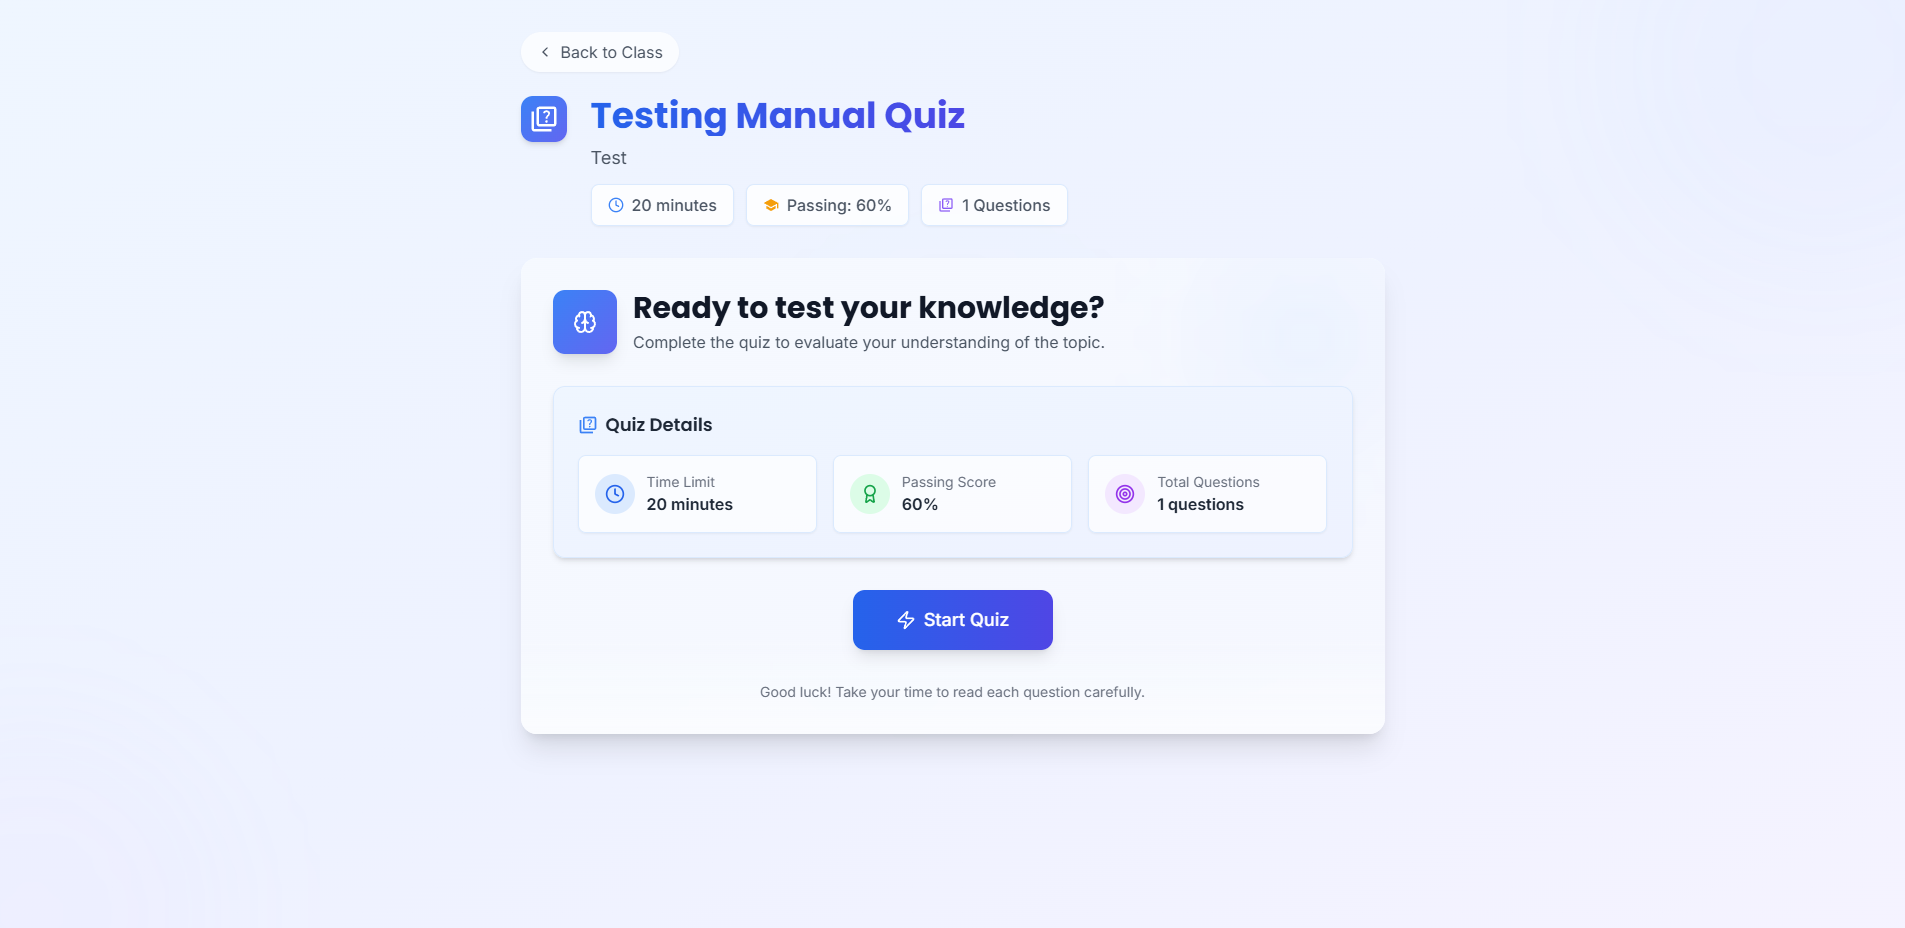 Back to Class
Testing Manual Quiz
Test
20 minutes
Passing: 60%
1 Questions
Ready to test your knowledge?
Complete the quiz to evaluate your understanding of the topic.
Quiz Details
Time Limit
20 minutes
Passing Score
60%
Total Questions
1 questions
Start Quiz
Good luck! Take your time to read each question carefully.